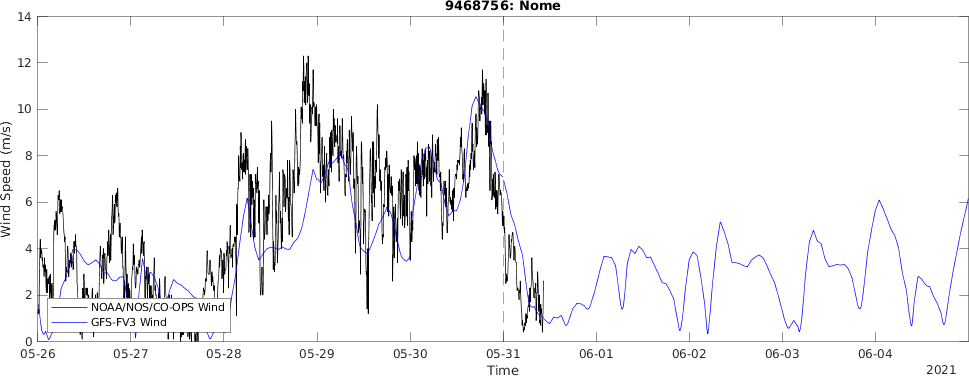 9468756: Nome
14
12
10
8
6
4
2
0
Wind Speed (m/s)
NOAA/NOS/CO-OPS Wind
GFS-FV3 Wind
05-26 05-27 05-28 05-29 05-30 05-31 06-01 06-02 06-03 06-04
Time
2021